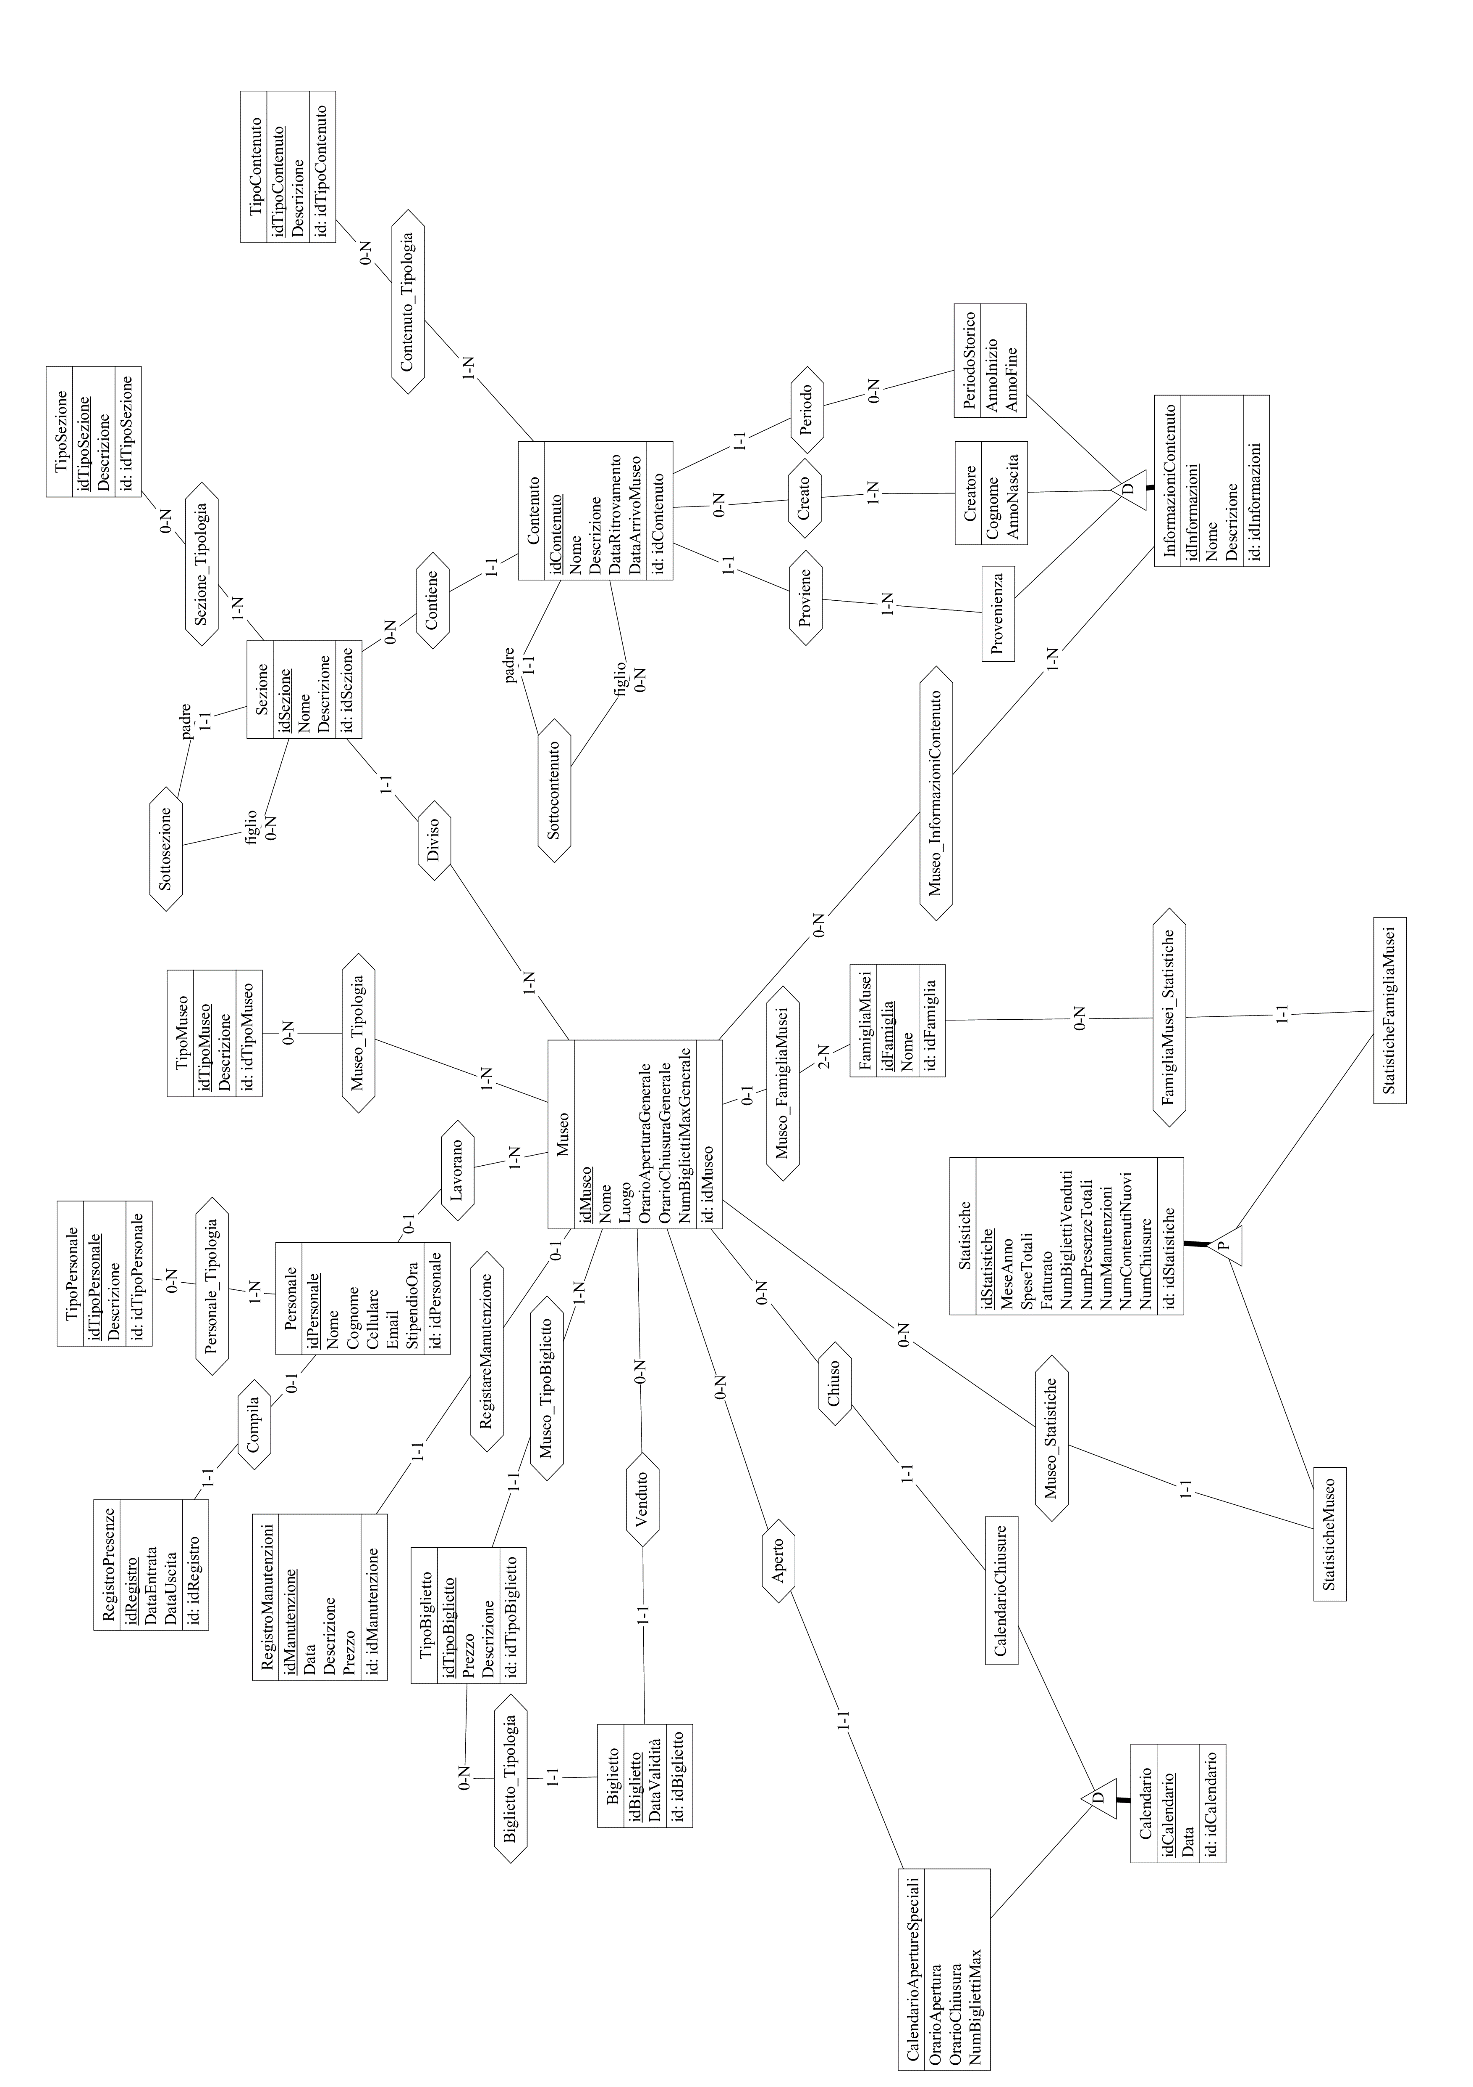 TipoContenuto
idTipoContenuto
Descrizione
id: idTipoContenuto
0-N
Contenuto_Tipologia
1-N
TipoSezione
idTipoSezione
Descrizione
id: idTipoSezione
0-N
Sezione_Tipologia
1-N
Sezione
idSezione
Nome
Descrizione
id: idSezione
padre
1-1
Sottosezione
figlio
0-N
0-N
Contiene
1-1
Contenuto
idContenuto
Nome
Descrizione
DataRitrovamento
DataArrivoMuseo
id: idContenuto
padre
1-1
figlio
0-N
Sottocontenuto
1-1
Periodo
0-N
PeriodoStorico
AnnoInizio
AnnoFine
0-N
Creato
1-N
Creatore
Cognome
AnnoNascita
1-1
Proviene
1-N
Provenienza
D
InformazioniContenuto
idInformazioni
Nome
Descrizione
id: idInformazioni
1-N
Museo_InformazioniContenuto
0-N
1-1
Diviso
1-N
TipoMuseo
idTipoMuseo
Descrizione
id: idTipoMuseo
0-N
Museo_Tipologia
1-N
Museo
idMuseo
Nome
Luogo
OrarioAperturaGenerale
OrarioChiusuraGenerale
NumBigliettiMaxGenerale
id: idMuseo
0-1
Museo_FamigliaMusei
2-N
FamigliaMusei
idFamiglia
Nome
id: idFamiglia
0-N
FamigliaMusei_Statistiche
1-1
StatisticheFamigliaMusei
TipoPersonale
idTipoPersonale
Descrizione
id: idTipoPersonale
0-N
Personale_Tipologia
1-N
Personale
idPersonale
Nome
Cognome
Cellulare
Email
StipendioOra
id: idPersonale
0-1
Lavorano
1-N
0-1
Compila
1-1
RegistroPresenze
idRegistro
DataEntrata
DataUscita
id: idRegistro
0-1
RegistareManutenzione
1-1
RegistroManutenzioni
idManutenzione
Data
Descrizione
Prezzo
id: idManutenzione
1-N
Museo_TipoBiglietto
1-1
TipoBiglietto
idTipoBiglietto
Prezzo
Descrizione
id: idTipoBiglietto
0-N
Biglietto_Tipologia
1-1
Biglietto
idBiglietto
DataValidità
id: idBiglietto
0-N
Venduto
1-1
0-N
Aperto
1-1
CalendarioApertureSpeciali
OrarioApertura
OrarioChiusura
NumBigliettiMax
0-N
Chiuso
1-1
CalendarioChiusure
D
Calendario
idCalendario
Data
id: idCalendario
0-N
Museo_Statistiche
1-1
StatisticheMuseo
Statistiche
idStatistiche
MeseAnno
SpeseTotali
Fatturato
NumBigliettiVenduti
NumPresenzeTotali
NumManutenzioni
NumContenutiNuovi
NumChiusure
id: idStatistiche
P